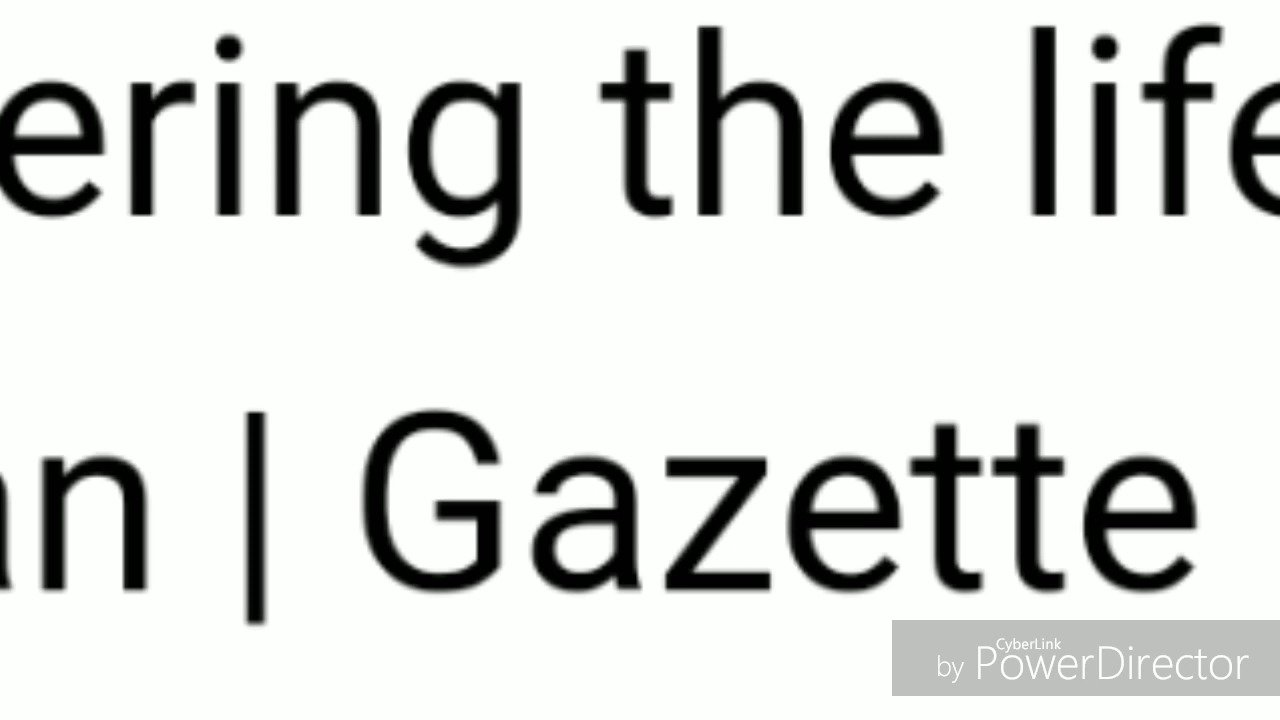 ering the life
an | Gazette
CyberLink
by PowerDirector